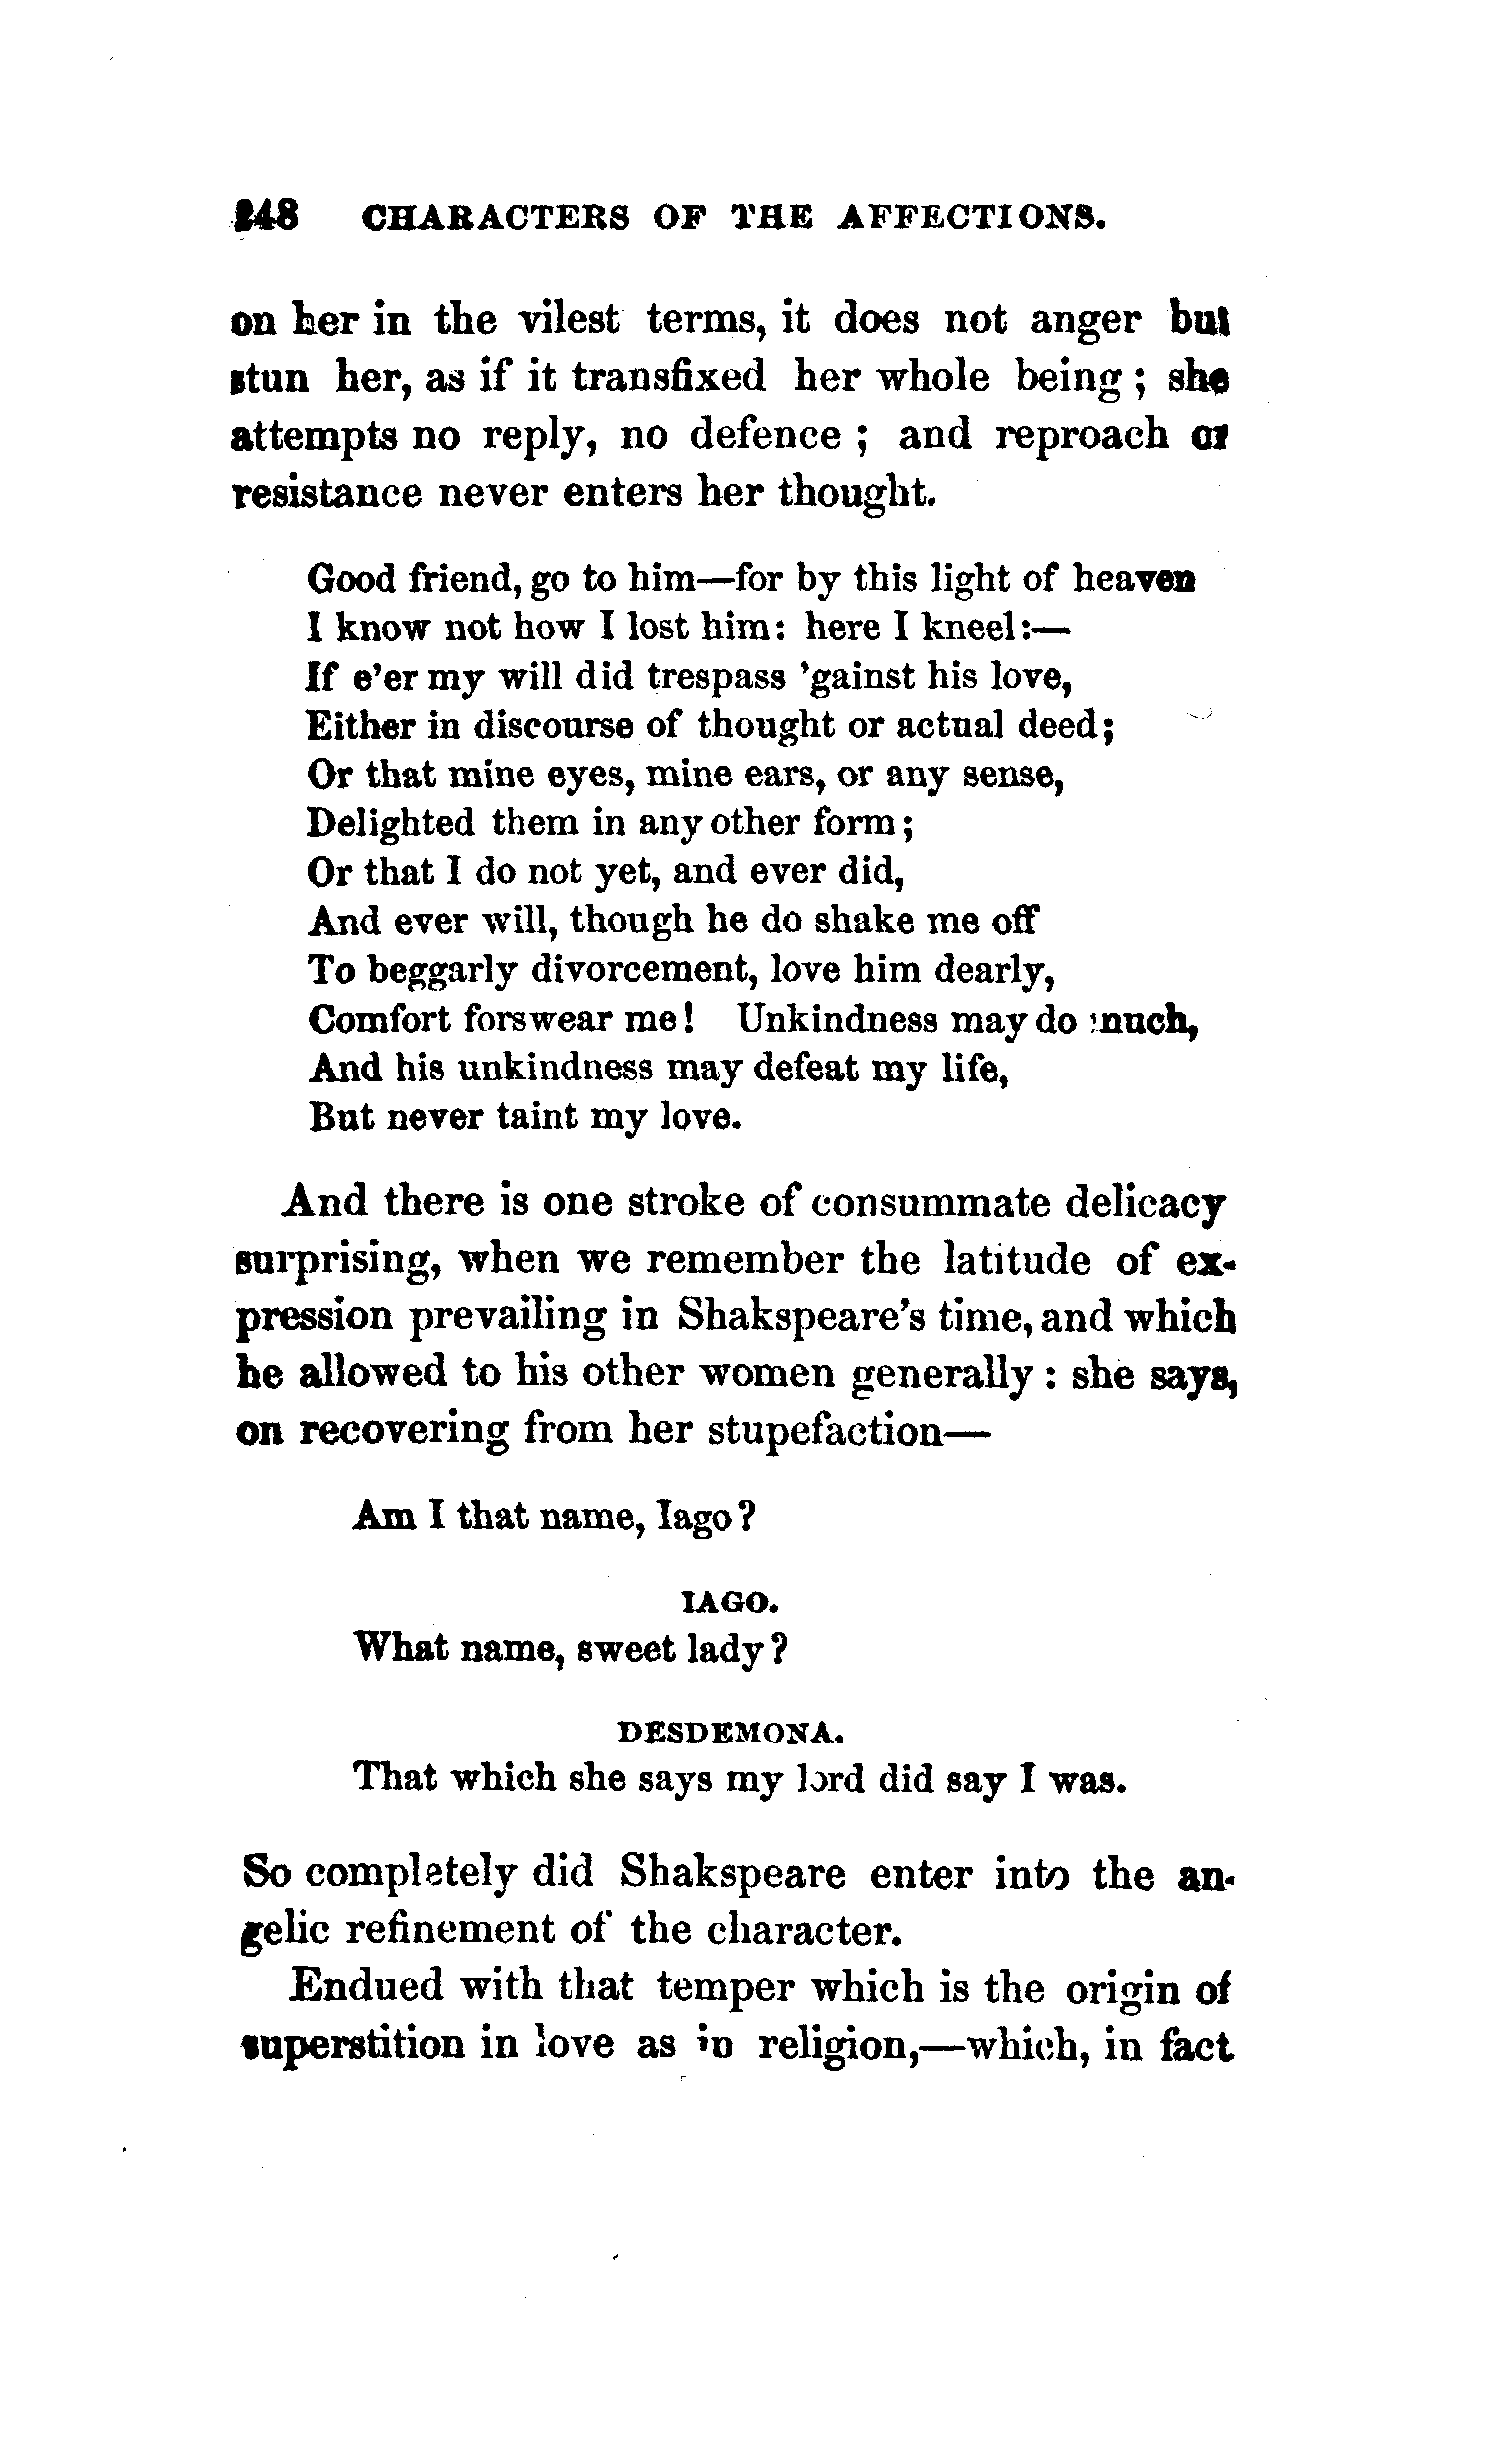 248 CHARACTERS OF THE AFFECTIONS.
on her in the vilest terms, it does not anger but
stun her, as if it transfixed her whole being; she
attempts no reply, no defence; and reproach or
resistance never enters her thought.
Good friend, go to him—for by this light of heaven
I know not how I lost him: here I kneel:—
If e'er my will did trespass 'gainst his love,
Either in discourse of thought or actual deed;
Or that mine eyes, mine ears, or any sense,
Delighted them in any other form;
Or that I do not yet, and ever did,
And ever will, though he do shake me off
To beggarly divorcement, love him dearly,
Comfort forswear me! Unkindness may do much,
And his unkindness may defeat my life,
But never taint my love.
And there is one stroke of consummate delicacy
surprising, when we remember the latitude of ex-
pression prevailing in Shakspeare's time, and which
he allowed to his other women generally: she says,
on recovering from her stupefaction—
Am I that name, Iago?
IAGO.
What name, sweet lady?
DESDEMONA.
That which she says my lord did say I was.
So completely did Shakspeare enter into the an-
gelic refinement of the character.
Endued with that temper which is the origin of
superstition in love as in religion,—which, in fact